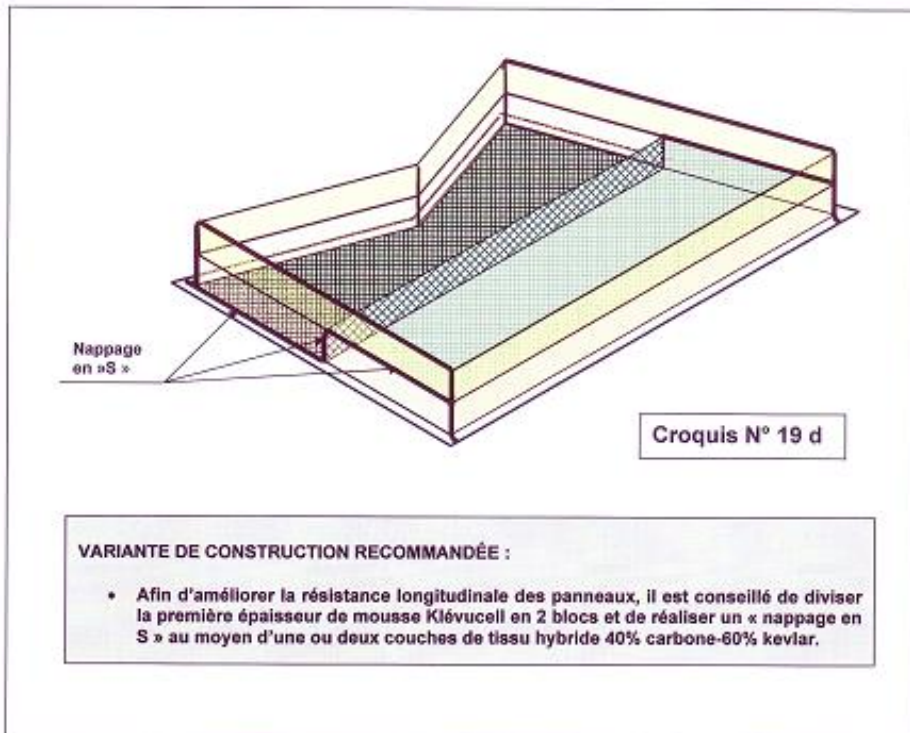 Nappage
en »S »
Croquis N° 19 d
VARIANTE DE CONSTRUCTION RECOMMANDÉE :
• Afin d’améliorer la résistance longitudinale des panneaux, il est conseillé de diviser
la première épaisseur de mousse Klévucell en 2 blocs et de réaliser un « nappage en
S » au moyen d’une ou deux couches de tissu hybride 40% carbone-60% kevlar.